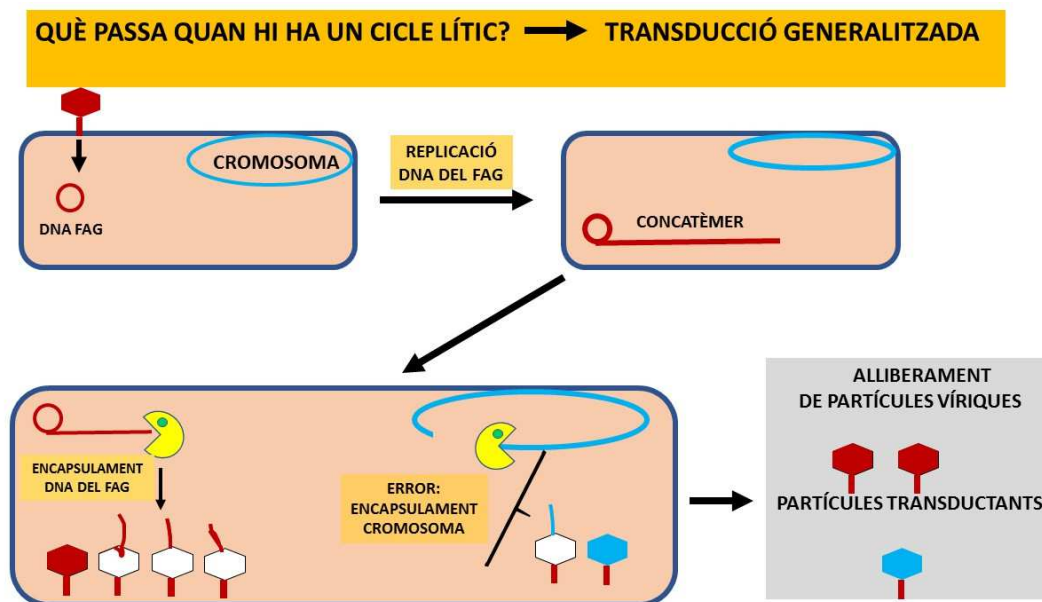 QUÈ PASSA QUAN HI HA UN CICLE LÍTIC? TRANSDUCCIÓ GENERALITZADA
CROMOSOMA
DNA FAG
REPLICACIÓ
DNA DEL FAG
CONCATÈMER
ENCAPSULAMENT
DNA DEL FAG
ERROR:
ENCAPSULAMENT
CROMOSOMA
ALLIBERAMENT
DE PARTÍCULES VÍRIQUES
PARTÍCULES TRANSDUCTANTS